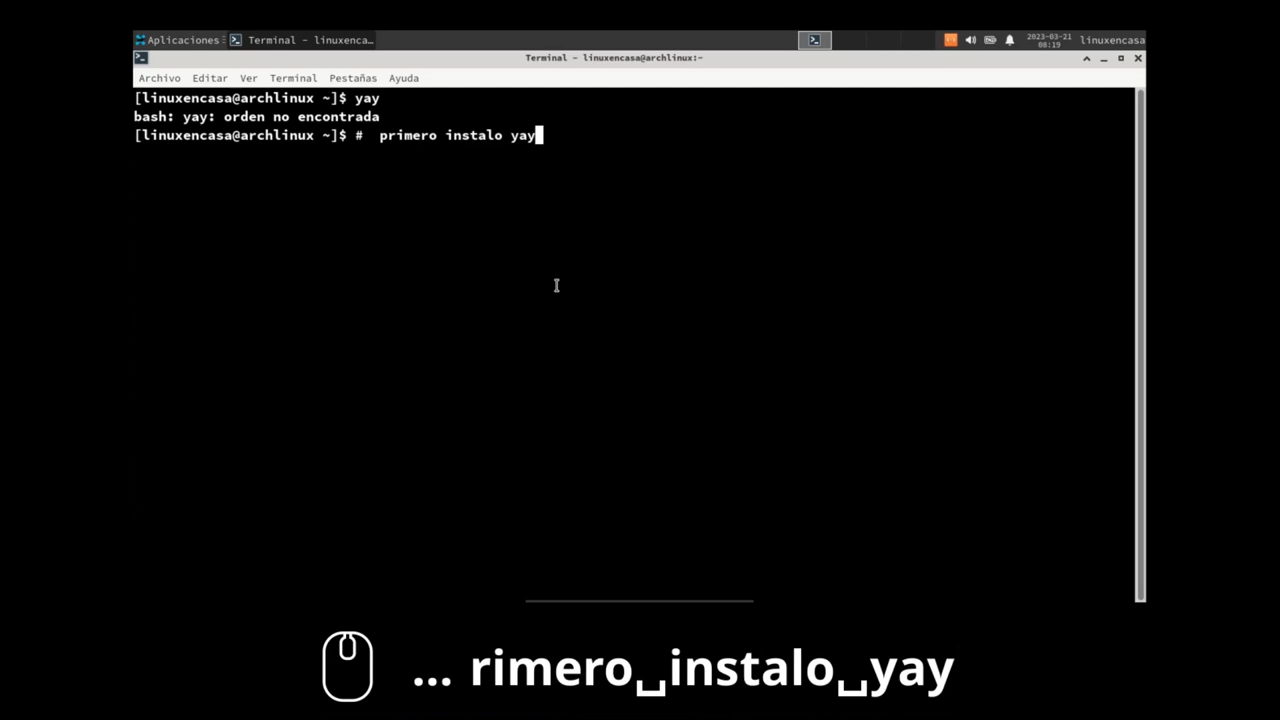 Aplicaciones
Terminal - linuxenca…
2023-03-21
08:19
linuxencasa
Terminal - linuxencasa@archlinux:~
Archivo Editar Ver Terminal Pestañas Ayuda
[linuxencasa@archlinux ~]$ yay
bash: yay: orden no encontrada
[linuxencasa@archlinux ~]$ #  primero instalo yay
... rimero␣instalo␣yay